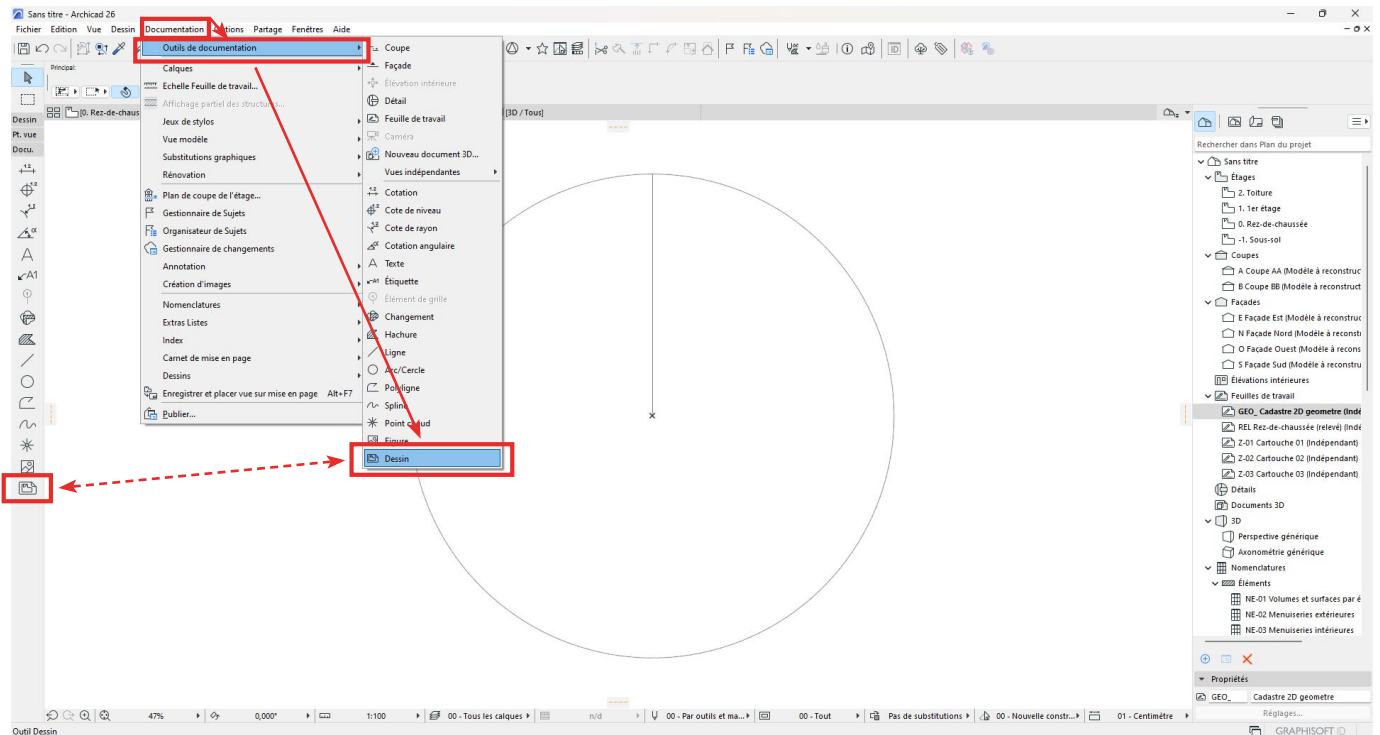 Sans titre - Archicad 26
Fichier Edition Vue Dessin Documentation Options Partage Fenêtres Aide
Principal:
[0. Rez-de-chaus
[3D / Tous]
Dessin
Pt. vue
Docu.
Outils de documentation
Calques
Echelle Feuille de travail...
Affichage partiel des structures...
Jeux de stylos
Vue modèle
Substitutions graphiques
Rénovation
Plan de coupe de l'étage...
Gestionnaire de Sujets
Organisateur de Sujets
Gestionnaire de changements
Annotation
Création d'images
Nomenclatures
Extras Listes
Index
Carnet de mise en page
Dessins
Enregistrer et placer vue sur mise en page Alt+F7
Publier...
Coupe
Façade
Élévation intérieure
Détail
Feuille de travail
Caméra
Nouveau document 3D...
Vues indépendantes
Cotation
Cote de niveau
Cote de rayon
Cotation angulaire
Texte
Étiquette
Élément de grille
Changement
Hachure
Ligne
Arc/Cercle
Polyligne
Spline
Point chaud
Figure
Dessin
Rechercher dans Plan du projet
Sans titre
Étages
2. Toiture
1. 1er étage
0. Rez-de-chaussée
-1. Sous-sol
Coupes
A Coupe AA (Modèle à reconstruc
B Coupe BB (Modèle à reconstruct
Façades
E Façade Est (Modèle à reconstruc
N Façade Nord (Modèle à reconstr
O Façade Ouest (Modèle à recons
S Façade Sud (Modèle à reconstru
Élévations intérieures
Feuilles de travail
GEO_ Cadastre 2D geometre (Indé
REL Rez-de-chaussée (relevé) (Indé
Z-01 Cartouche 01 (Indépendant)
Z-02 Cartouche 02 (Indépendant)
Z-03 Cartouche 03 (Indépendant)
Détails
Documents 3D
3D
Perspective générique
Axonométrie générique
Nomenclatures
Éléments
NE-01 Volumes et surfaces par é
NE-02 Menuiseries extérieures
NE-03 Menuiseries intérieures
Propriétés
GEO_ Cadastre 2D geometre
Réglages...
47% 0,000° 1:100 00 - Tous les calques n/d 00 - Par outils et ma... 00 - Tout Pas de substitutions 00 - Nouvelle constr... 01 - Centimètre
Outil Dessin
GRAPHISOFT ID